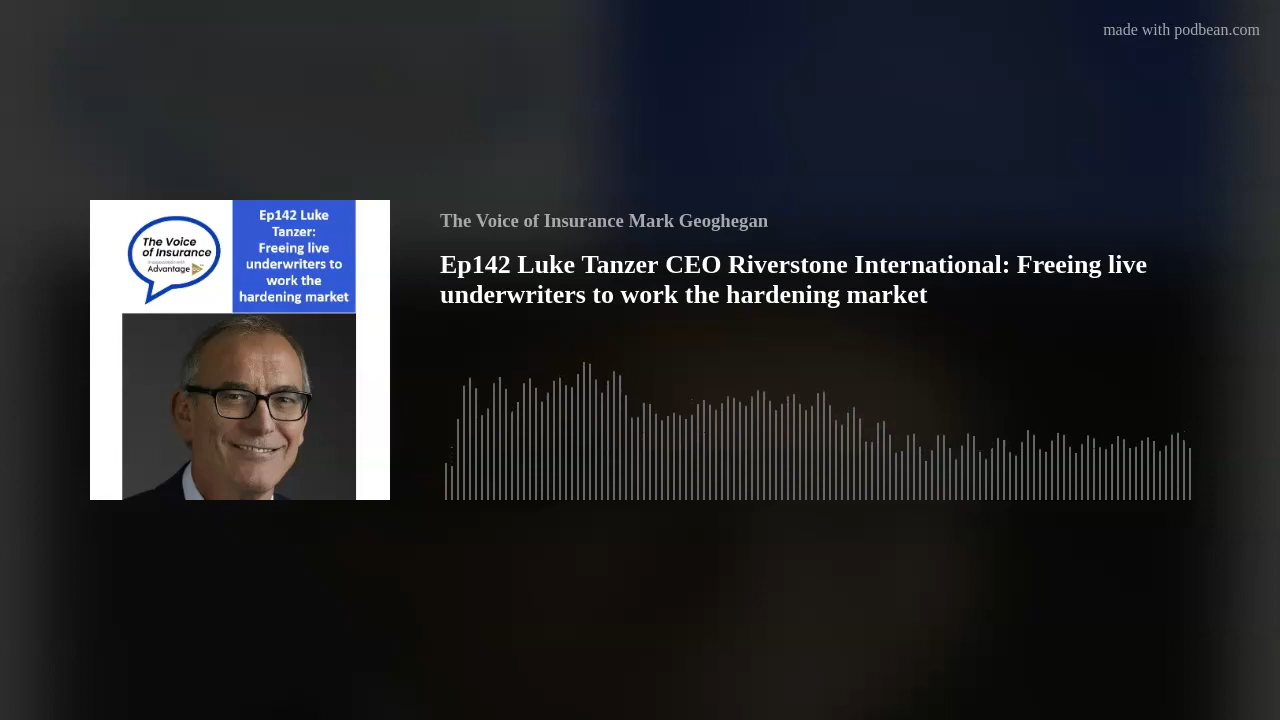 made with podbean.com
The Voice of Insurance Mark Geoghegan
Ep142 Luke Tanzer CEO Riverstone International: Freeing live
underwriters to work the hardening market
The Voice
of Insurance
Advantage
Ep142 Luke
Tanzer:
Freeing live
underwriters to
work the
hardening market